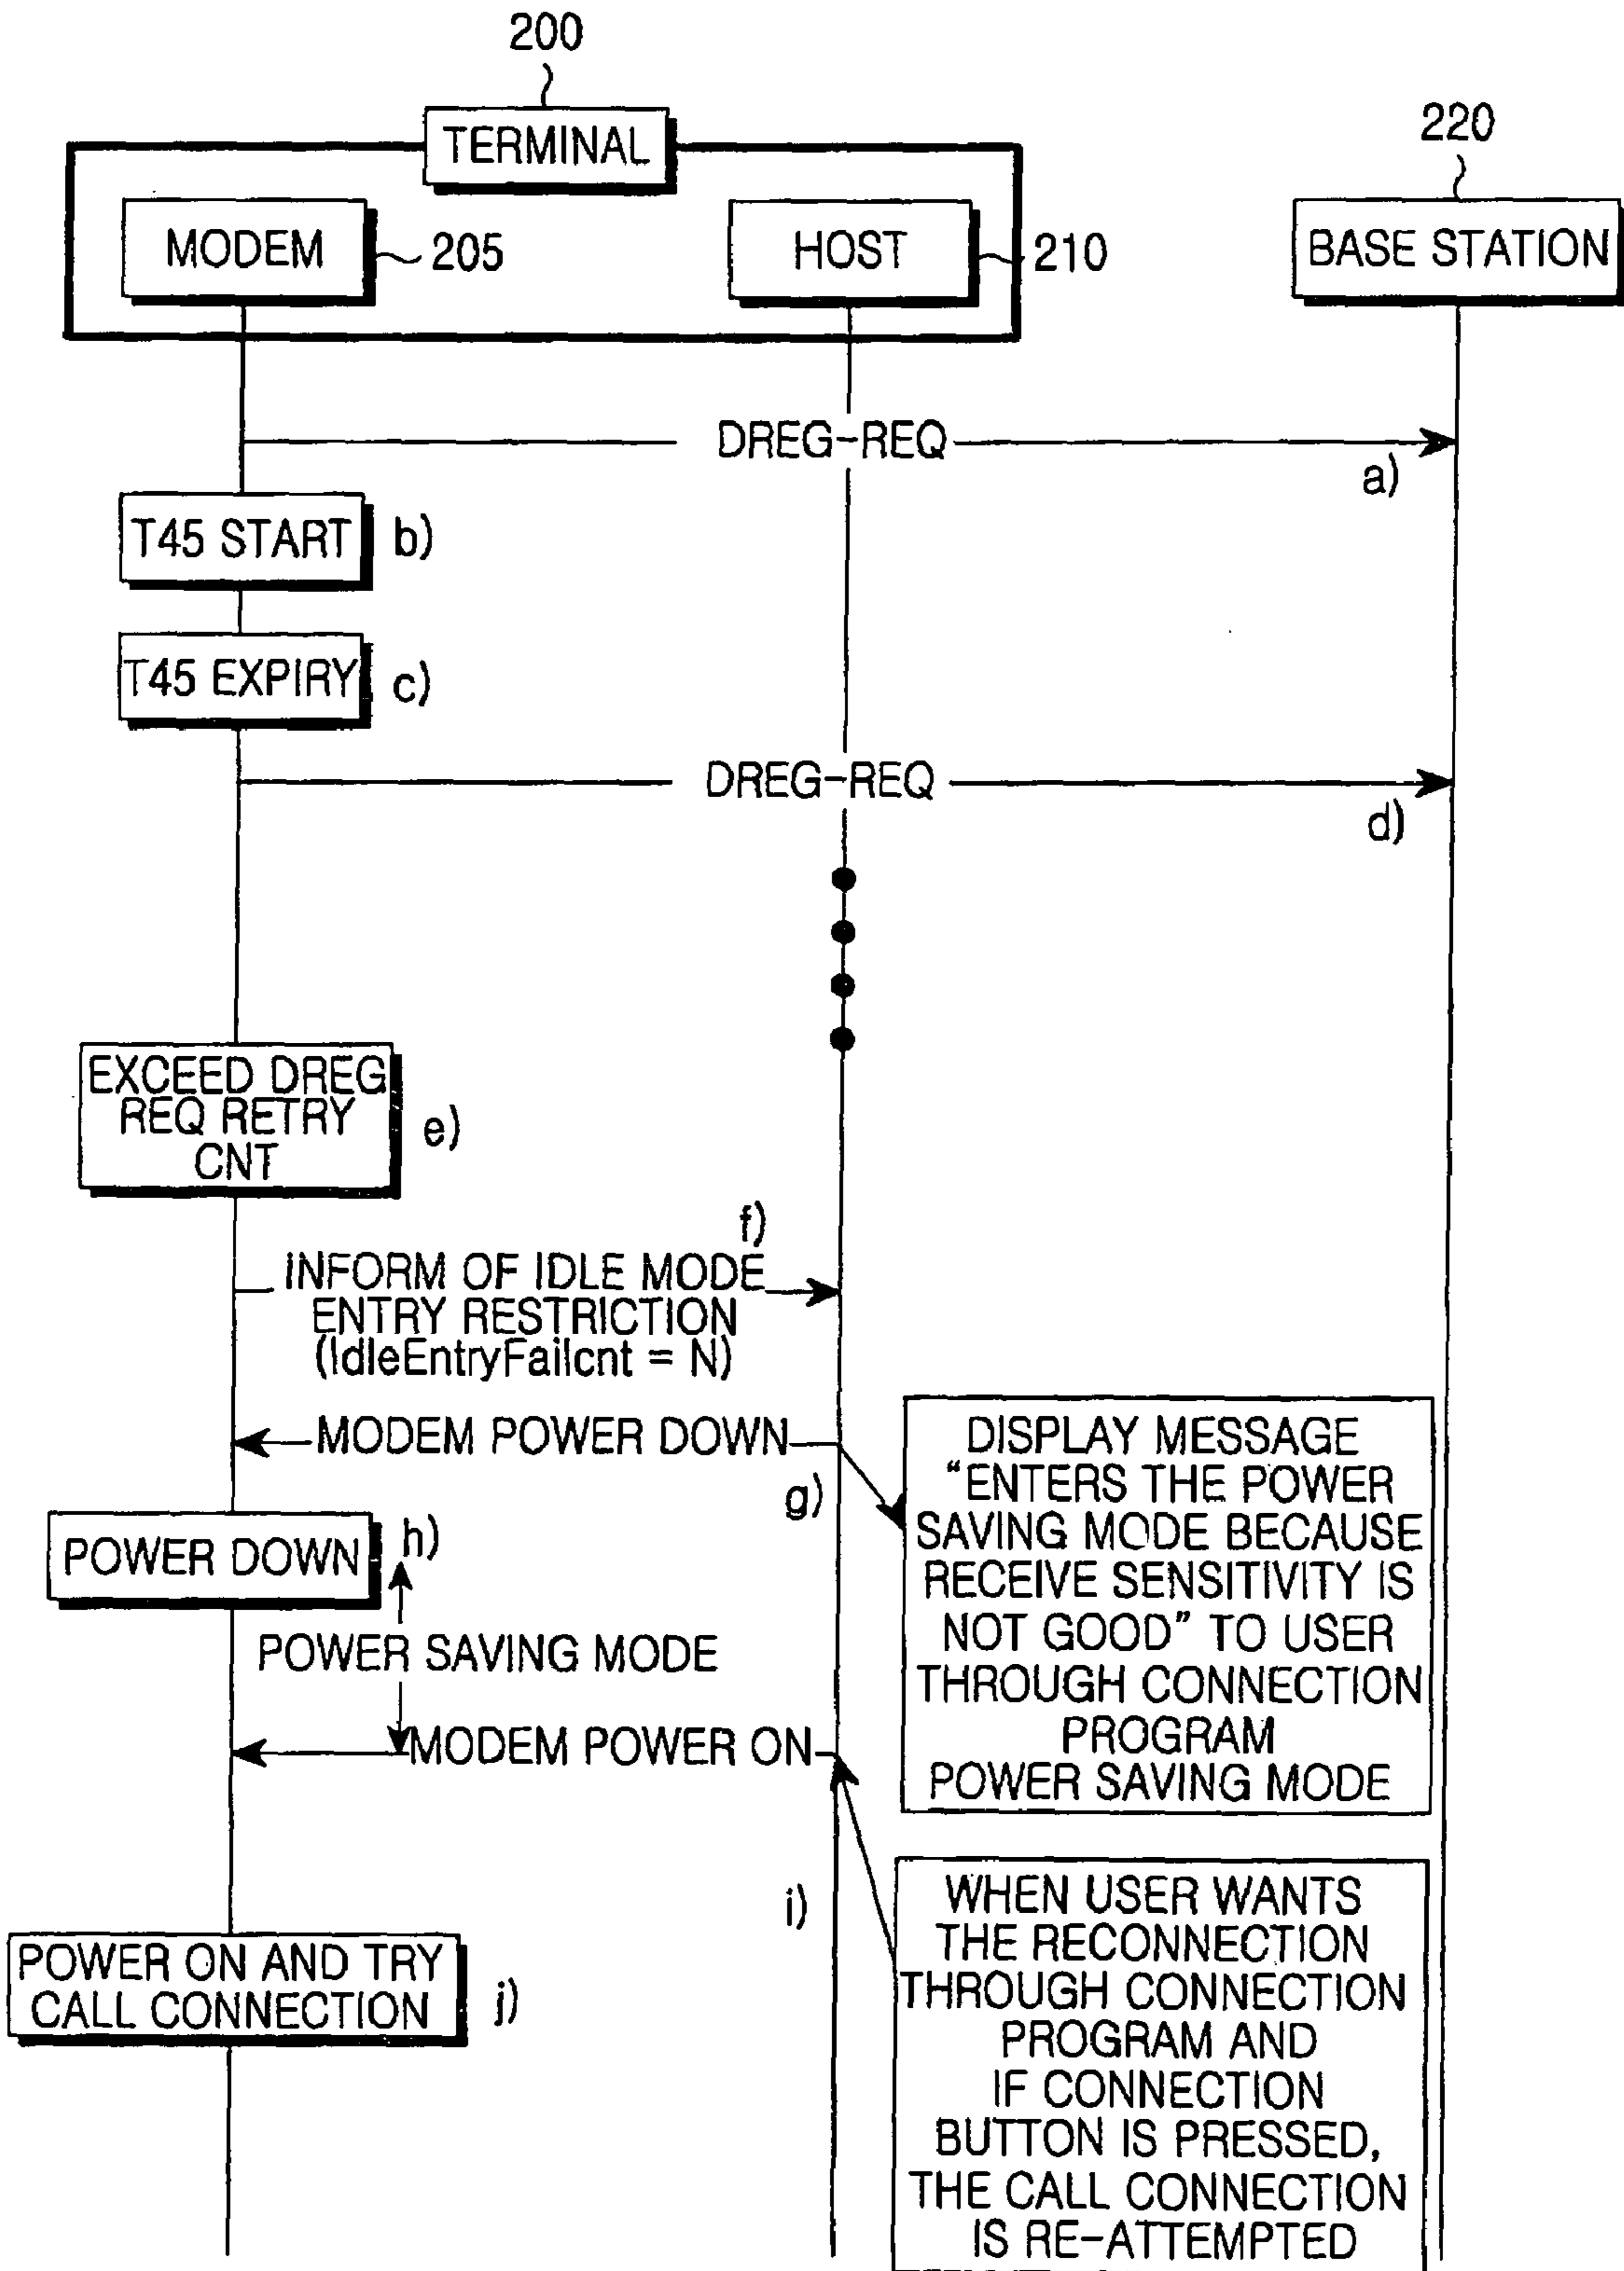 200
TERMINAL
220
MODEM
205
HOST
210
BASE STATION
DREG-REQ
a)
T45 START
b)
T45 EXPIRY
c)
DREG-REQ
d)
EXCEED DREG
REQ RETRY
CNT
e)
f)
INFORM OF IDLE MODE
ENTRY RESTRICTION
(IdleEntryFailcnt = N)
MODEM POWER DOWN
g)
DISPLAY MESSAGE
“ENTERS THE POWER
SAVING MODE BECAUSE
RECEIVE SENSITIVITY IS
NOT GOOD” TO USER
THROUGH CONNECTION
PROGRAM
POWER SAVING MODE
POWER DOWN
h)
POWER SAVING MODE
MODEM POWER ON
i)
WHEN USER WANTS
THE RECONNECTION
THROUGH CONNECTION
PROGRAM AND
IF CONNECTION
BUTTON IS PRESSED,
THE CALL CONNECTION
IS RE-ATTEMPTED
POWER ON AND TRY
CALL CONNECTION
j)